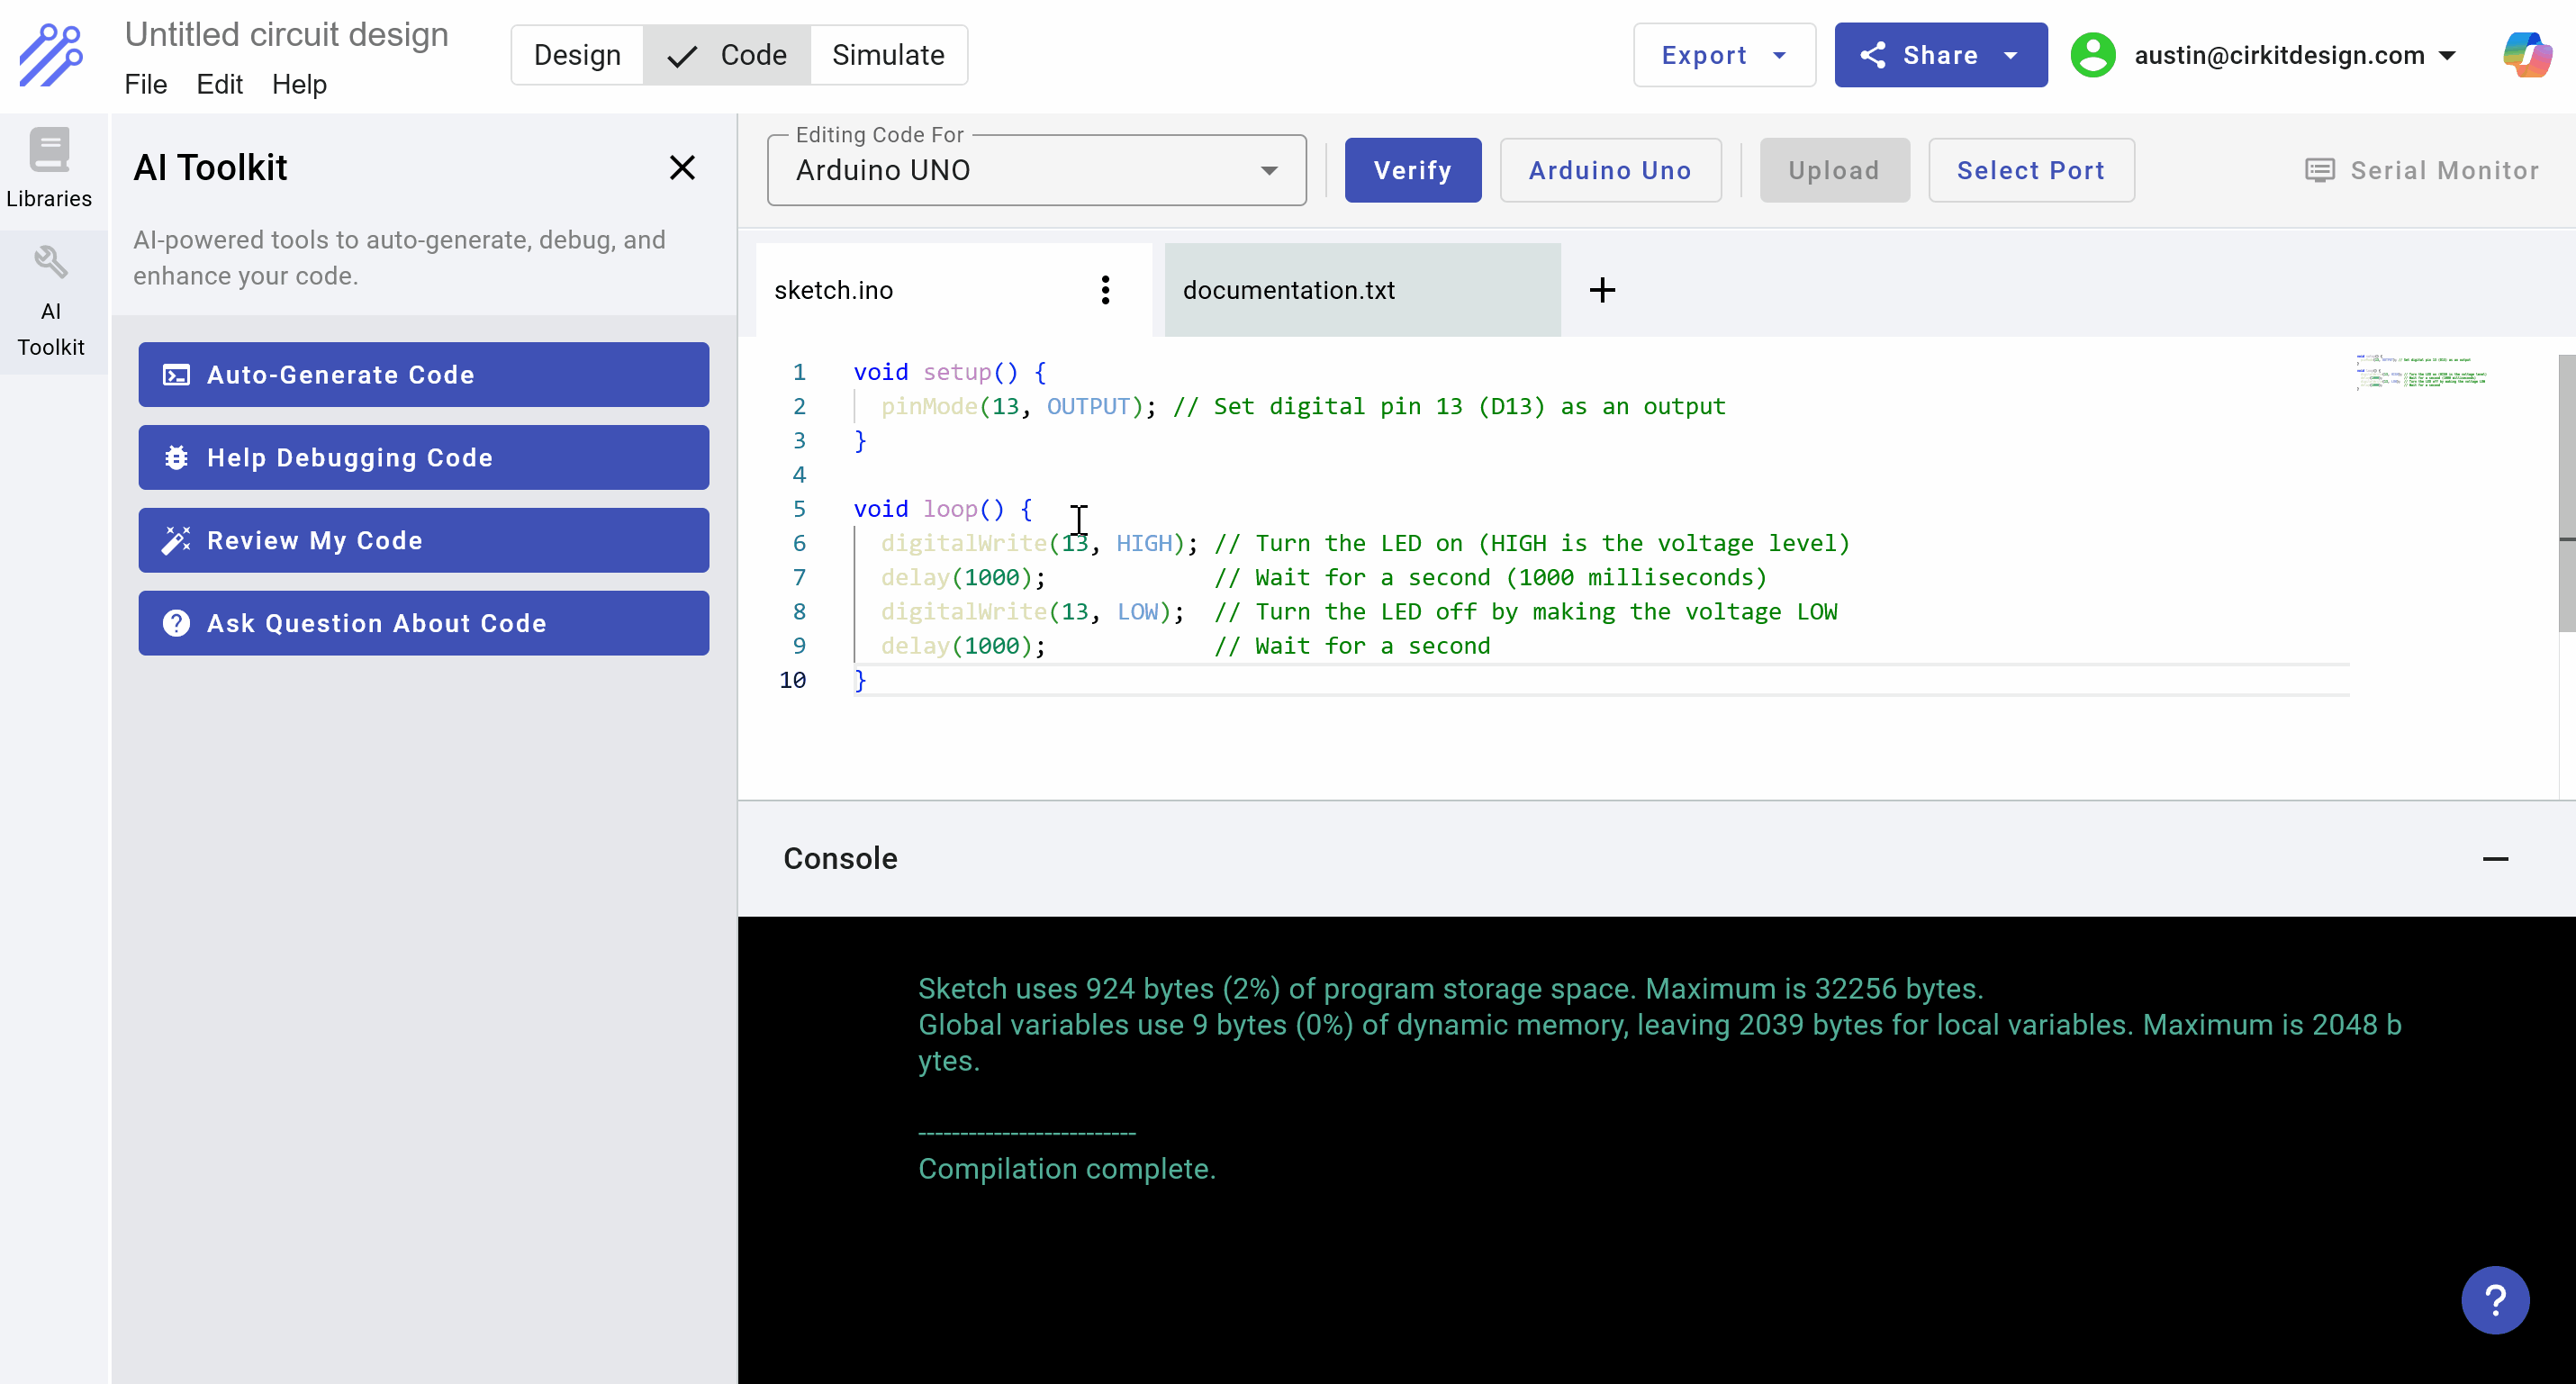 Untitled circuit design
File Edit Help
Design Code Simulate
Export
Share
austin@cirkitdesign.com
Libraries
AI
Toolkit
AI Toolkit
AI-powered tools to auto-generate, debug, and
enhance your code.
Auto-Generate Code
Help Debugging Code
Review My Code
Ask Question About Code
Editing Code For
Arduino UNO
Verify
Arduino Uno
Upload
Select Port
Serial Monitor
sketch.ino
documentation.txt
1 void setup() {
2 pinMode(13, OUTPUT); // Set digital pin 13 (D13) as an output
3 }
4
5 void loop() {
6 digitalWrite(13, HIGH); // Turn the LED on (HIGH is the voltage level)
7 delay(1000); // Wait for a second (1000 milliseconds)
8 digitalWrite(13, LOW); // Turn the LED off by making the voltage LOW
9 delay(1000); // Wait for a second
10 }
Console
Sketch uses 924 bytes (2%) of program storage space. Maximum is 32256 bytes.
Global variables use 9 bytes (0%) of dynamic memory, leaving 2039 bytes for local variables. Maximum is 2048 b
ytes.
--------------------------
Compilation complete.
?